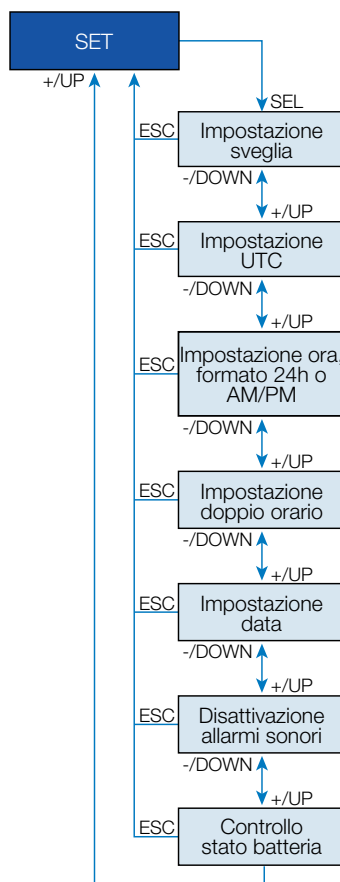 SET
+/UP
SEL
ESC
Impostazione
sveglia
-/DOWN
+/UP
ESC
Impostazione
UTC
-/DOWN
+/UP
ESC
Impostazione ora,
formato 24h o
AM/PM
-/DOWN
+/UP
ESC
Impostazione
doppio orario
-/DOWN
+/UP
ESC
Impostazione
data
-/DOWN
+/UP
ESC
Disattivazione
allarmi sonori
-/DOWN
+/UP
ESC
Controllo
stato batteria